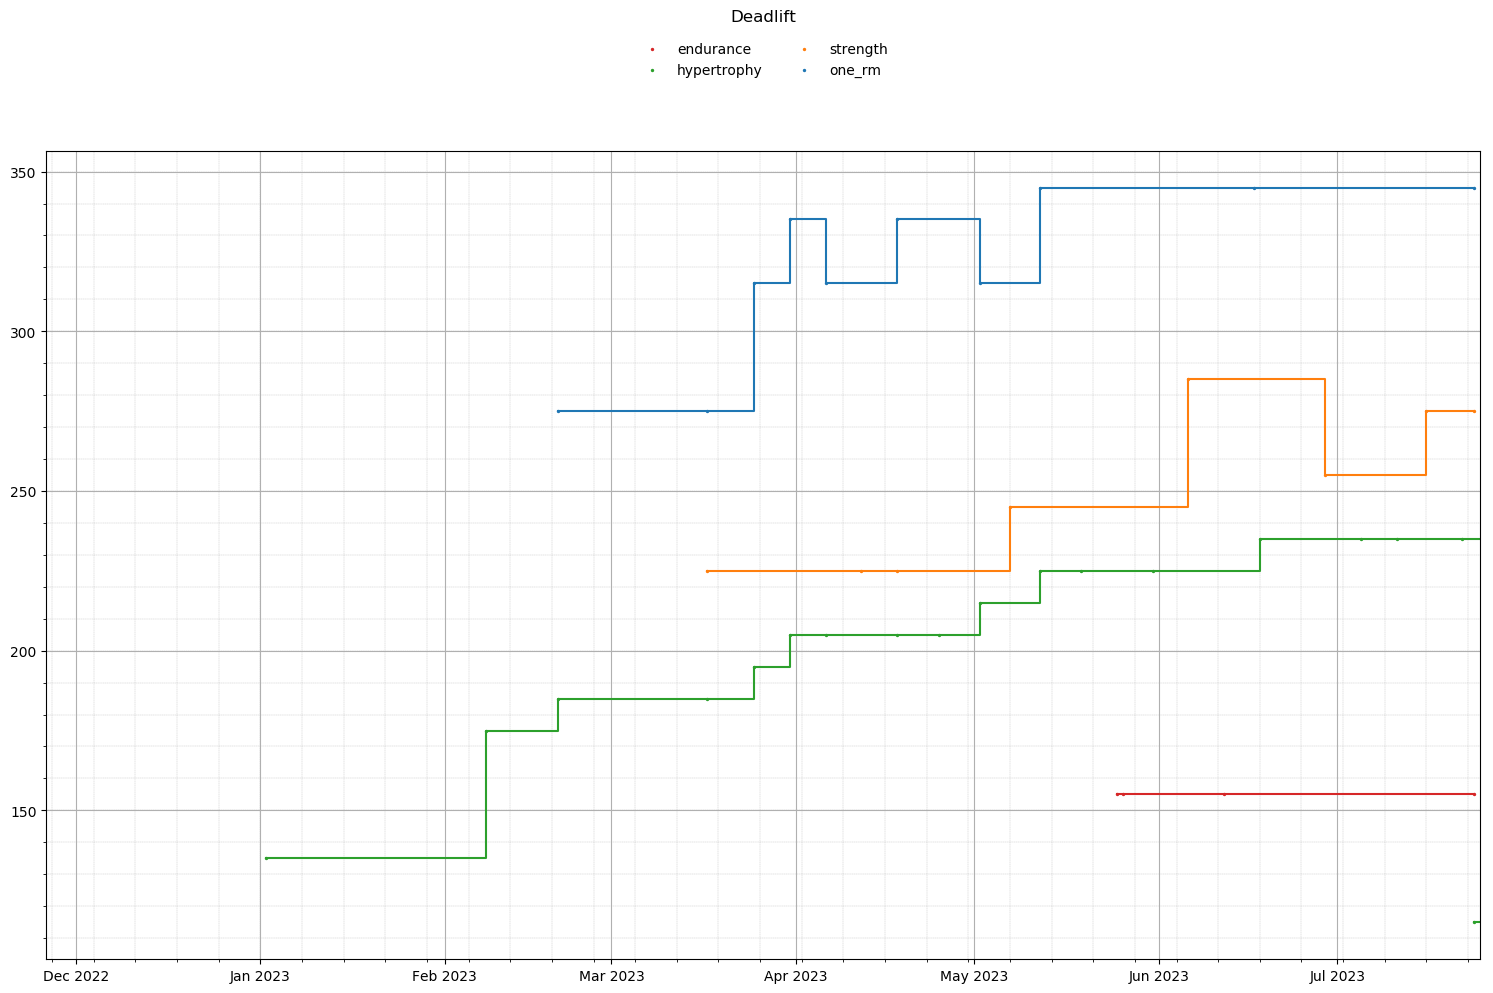 Deadlift
endurance strength
hypertrophy one_rm
350
300
250
200
150
Dec 2022 Jan 2023 Feb 2023 Mar 2023 Apr 2023 May 2023 Jun 2023 Jul 2023